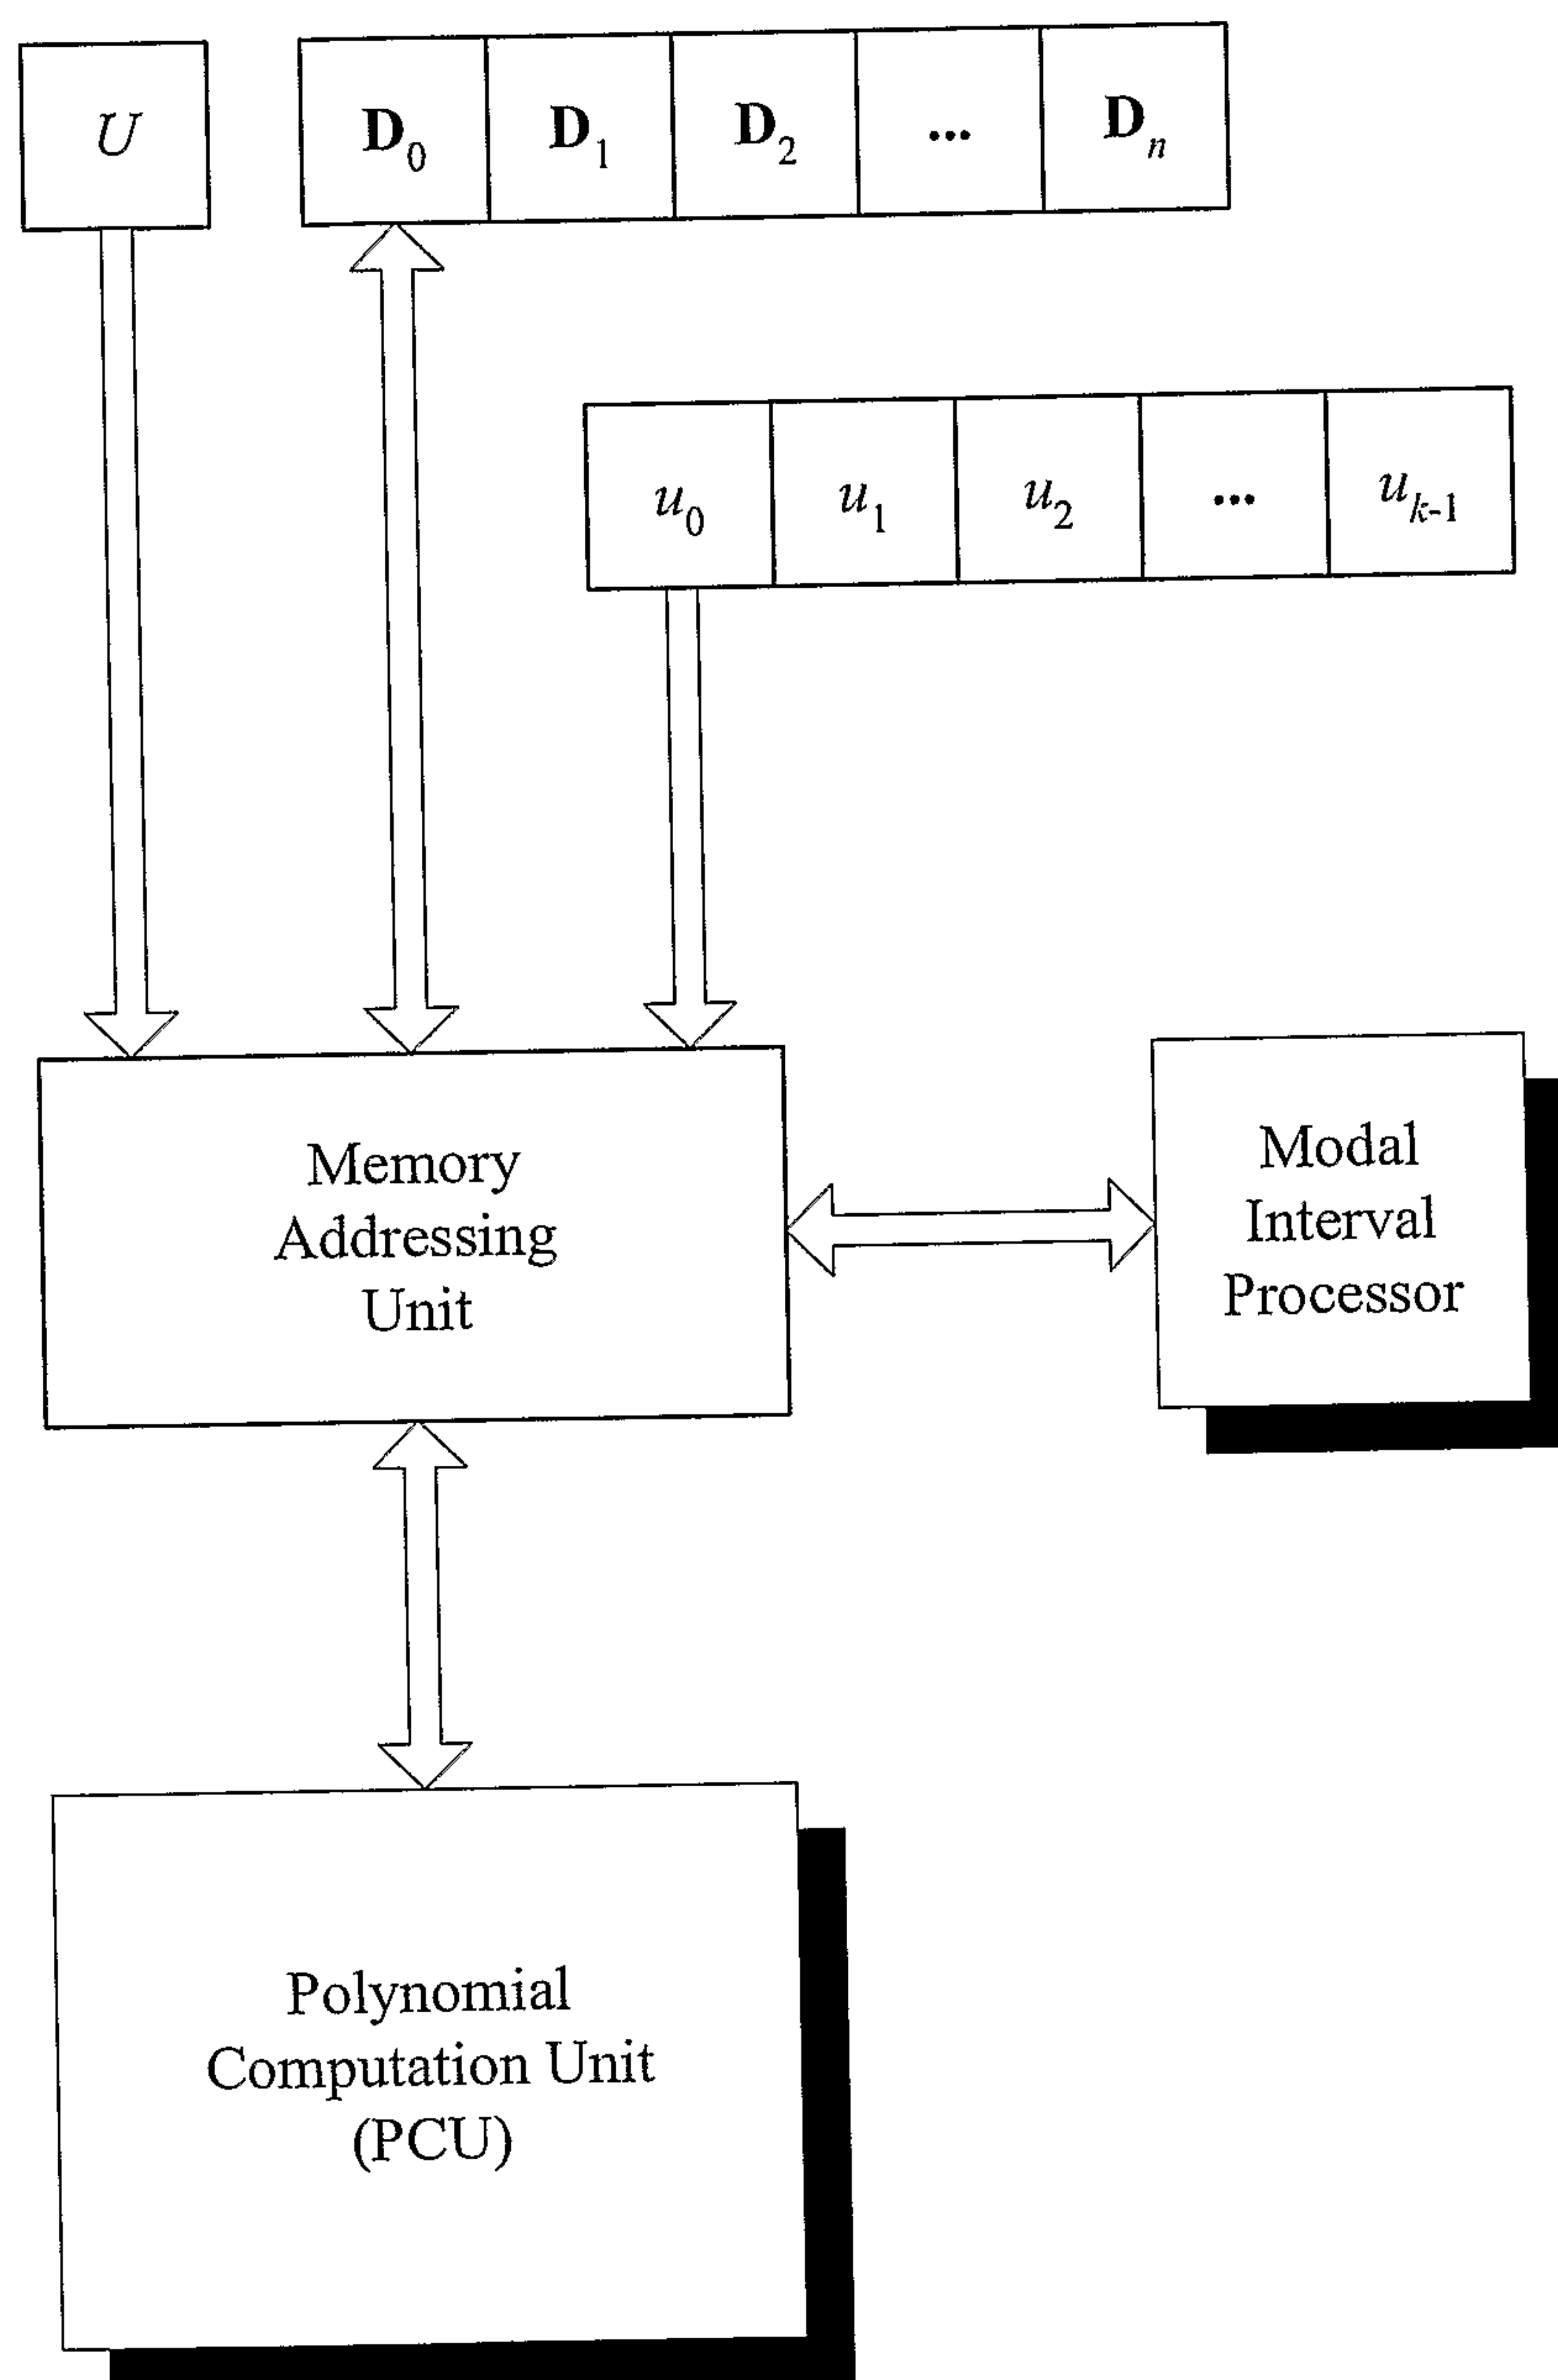 U
D₀ D₁ D₂ ... Dₙ
u₀ u₁ u₂ ... uₖ₋₁
Memory
Addressing
Unit
Modal
Interval
Processor
Polynomial
Computation Unit
(PCU)